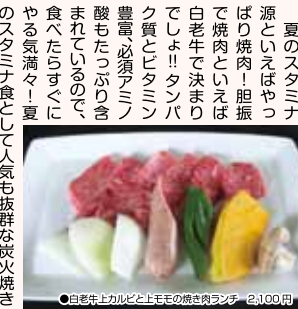 夏のスタミナ
源といえばやっ
ぱり焼肉！胆振
で焼肉といえば
白老牛で決まり
でしょ!!タンパ
ク質とビタミン
豊富、必須アミノ
酸もたっぷり含
まれているので、
食べたらすぐに
やる気満々！夏
のスタミナ食として人気も抜群な炭火焼き
●白老牛上カルビと上モモの焼き肉ランチ 2,100円